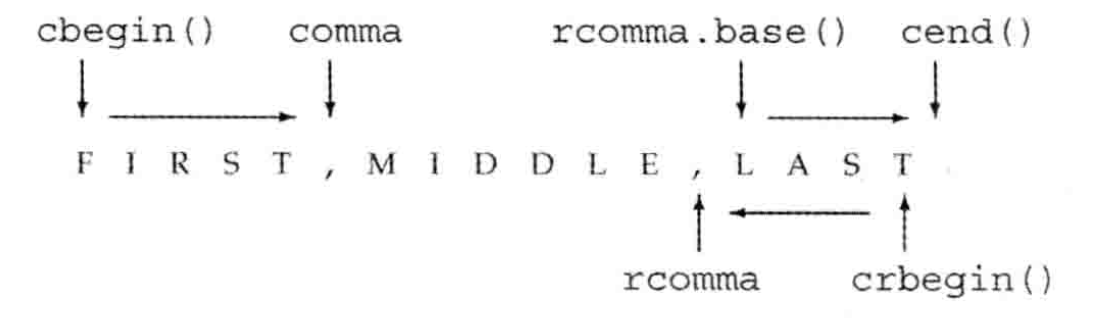 cbegin() comma rcomma.base() cend()
F I R S T , M I D D L E , L A S T
rcomma crbegin()